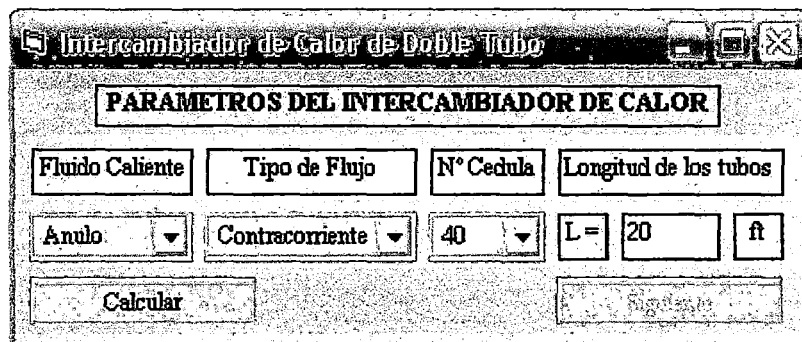 Intercambiador de Calor de Doble Tubo
PARAMETROS DEL INTERCAMBIADOR DE CALOR
Fluido Caliente Tipo de Flujo Nº Cedula Longitud de los tubos
Anulo Contracorriente 40 L = 20 ft
Calcular